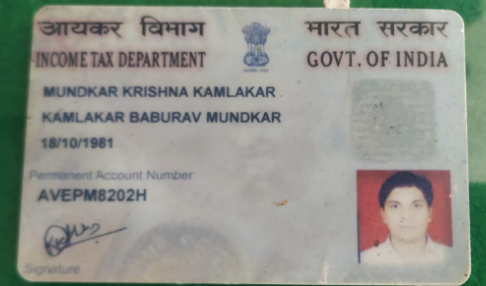 आयकर विभाग
भारत सरकार
INCOME TAX DEPARTMENT
GOVT. OF INDIA
MUNDKAR KRISHNA KAMLAKAR
KAMLAKAR BABURAV MUNDKAR
18/10/1981
Permanent Account Number
AVEPM8202H
Signature